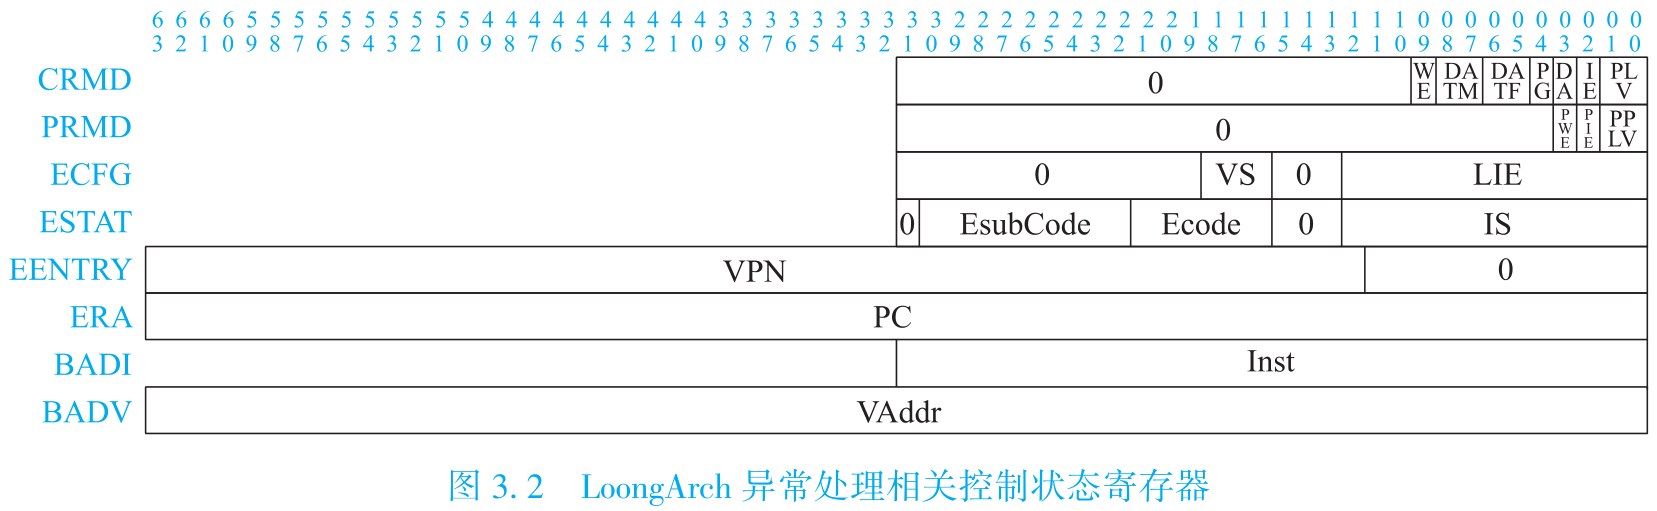 6 6 6 6 5 5 5 5 5 5 5 5 5 5 4 4 4 4 4 4 4 4 4 4 3 3 3 3 3 3 3 3 3 3 2 2 2 2 2 2 2 2 2 2 1 1 1 1 1 1 1 1 1 1 0 0 0 0 0 0 0 0 0 0
3 2 1 0 9 8 7 6 5 4 3 2 1 0 9 8 7 6 5 4 3 2 1 0 9 8 7 6 5 4 3 2 1 0 9 8 7 6 5 4 3 2 1 0 9 8 7 6 5 4 3 2 1 0 9 8 7 6 5 4 3 2 1 0
CRMD 0 WE DATM DATF PG DA IE PLV
PRMD 0 PWE PIE PPLV
ECFG 0 VS 0 LIE
ESTAT 0 EsubCode Ecode 0 IS
EENTRY VPN 0
ERA PC
BADI Inst
BADV VAddr
图 3.2 LoongArch 异常处理相关控制状态寄存器